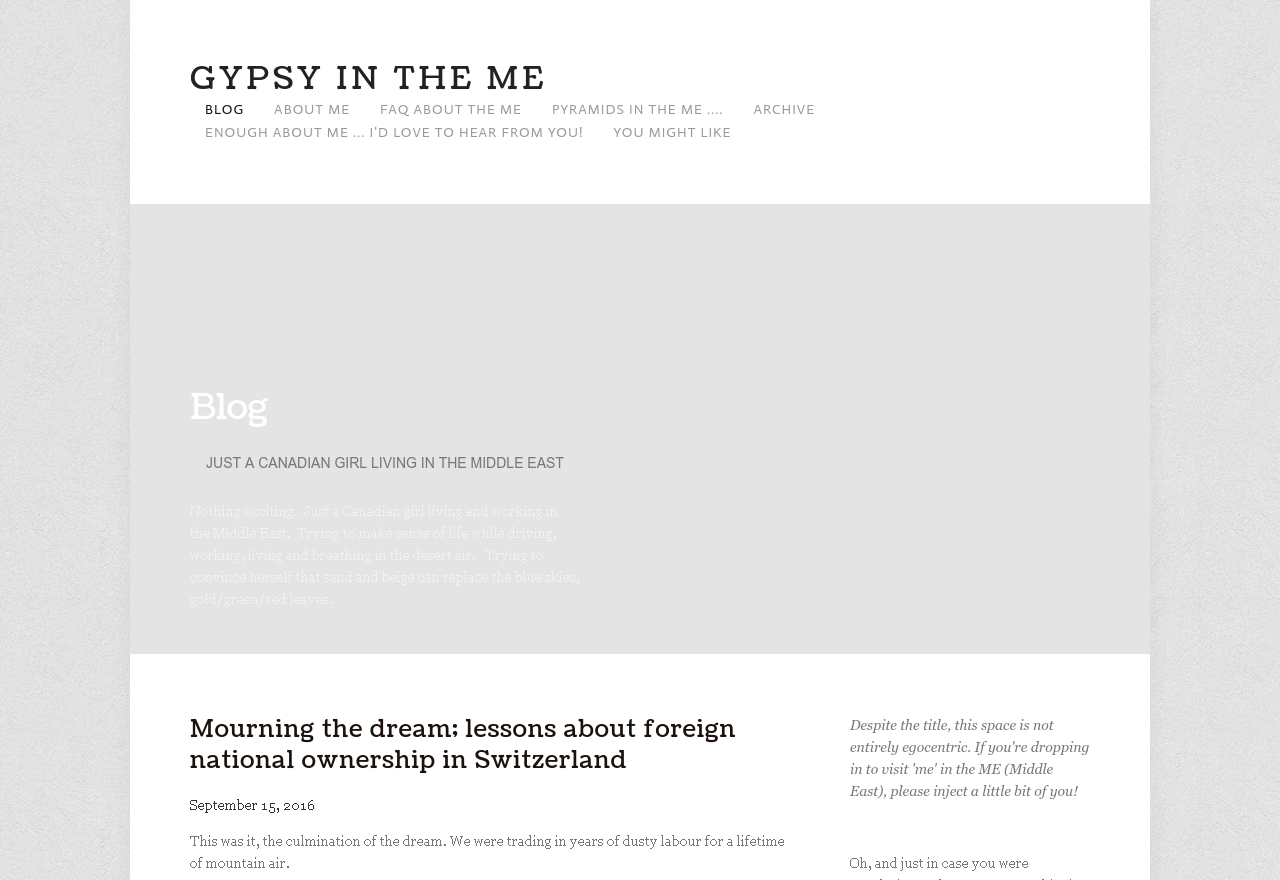 GYPSY IN THE ME
BLOG ABOUT ME FAQ ABOUT THE ME PYRAMIDS IN THE ME .... ARCHIVE
ENOUGH ABOUT ME ... I'D LOVE TO HEAR FROM YOU! YOU MIGHT LIKE
Blog
JUST A CANADIAN GIRL LIVING IN THE MIDDLE EAST
Nothing exciting. Just a Canadian girl living and working in
the Middle East. Trying to make sense of life while driving,
working, living and breathing in the desert air. Trying to
convince herself that sand and beige can replace the blue skies,
gold/green/red leaves.
Mourning the dream; lessons about foreign
national ownership in Switzerland
September 15, 2016
This was it, the culmination of the dream. We were trading in years of dusty labour for a lifetime
of mountain air.
Despite the title, this space is not
entirely egocentric. If you're dropping
in to visit 'me' in the ME (Middle
East), please inject a little bit of you!
Oh, and just in case you were